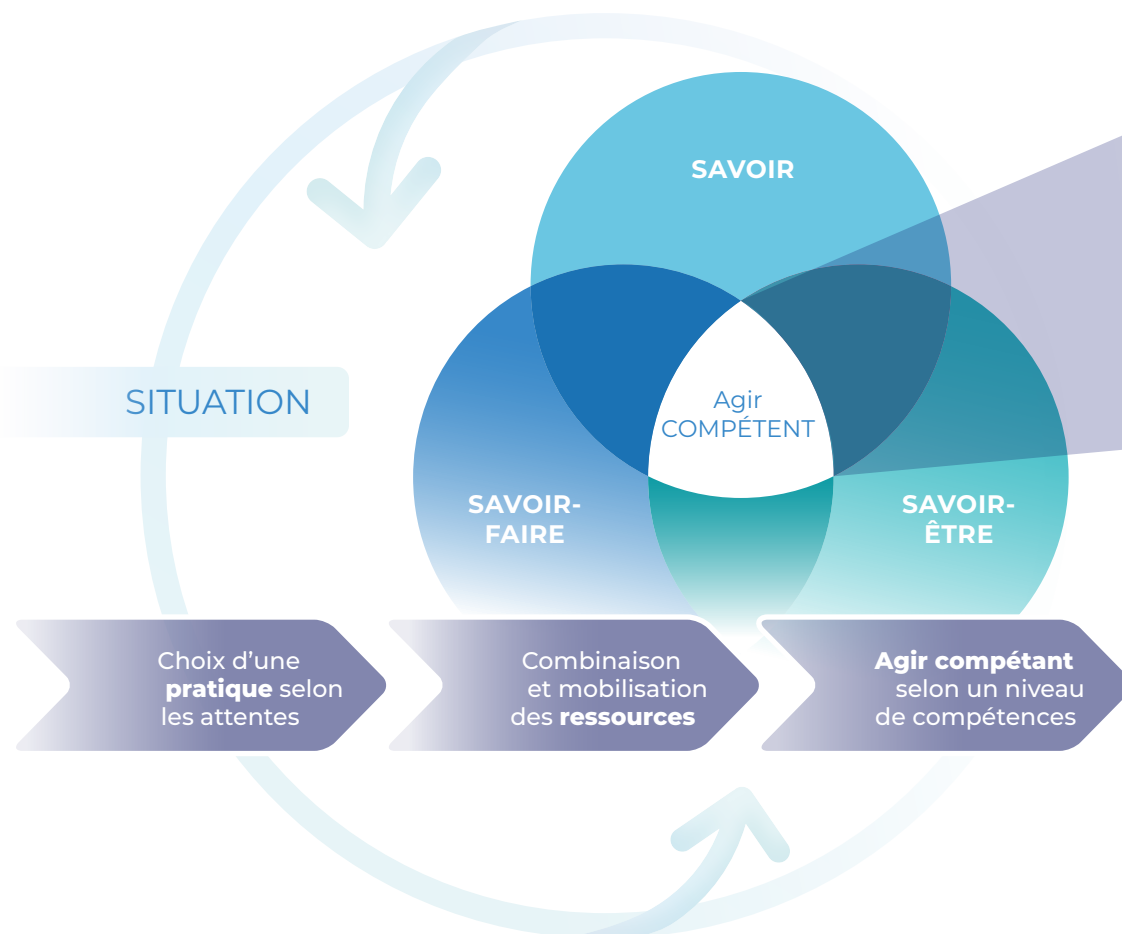 SAVOIR
SITUATION
Agir
COMPÉTENT
SAVOIR-
FAIRE
SAVOIR-
ÊTRE
Choix d’une
pratique selon
les attentes
Combinaison
et mobilisation
des ressources
Agir compétant
selon un niveau
de compétences